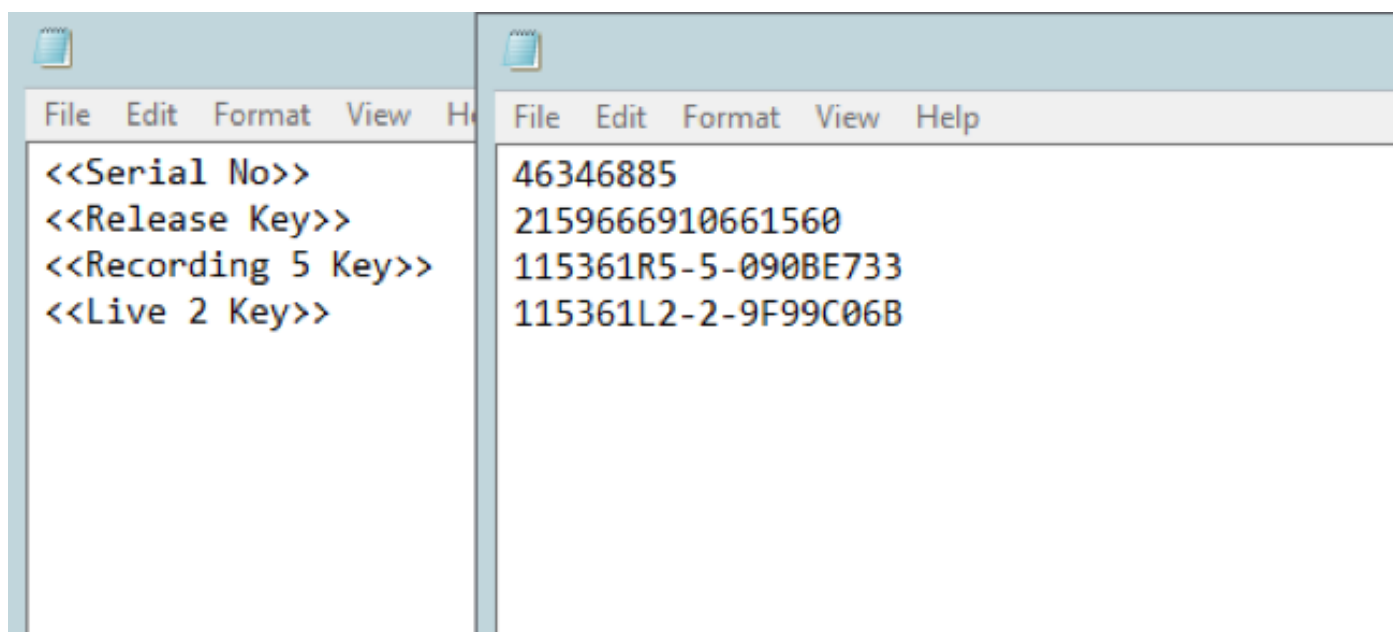 File Edit Format View He
<<Serial No>>
<<Release Key>>
<<Recording 5 Key>>
<<Live 2 Key>>
File Edit Format View Help
46346885
2159666910661560
115361R5-5-090BE733
115361L2-2-9F99C06B